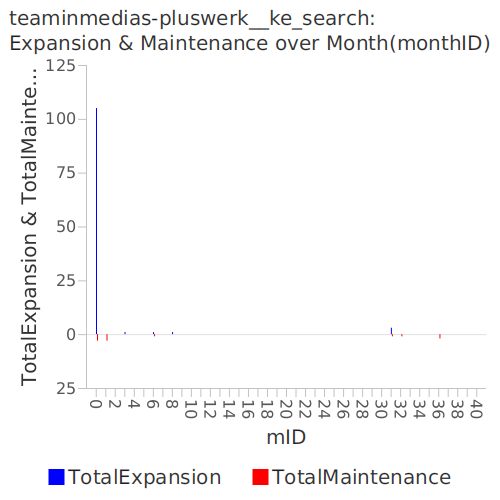 teaminmedias-pluswerk__ke_search:
Expansion & Maintenance over Month(monthID)
TotalExpansion & TotalMainte...
125
100
75
50
25
0
25
0 2 4 6 8 10 12 14 16 18 20 22 24 26 28 30 32 34 36 38 40
mID
TotalExpansion TotalMaintenance